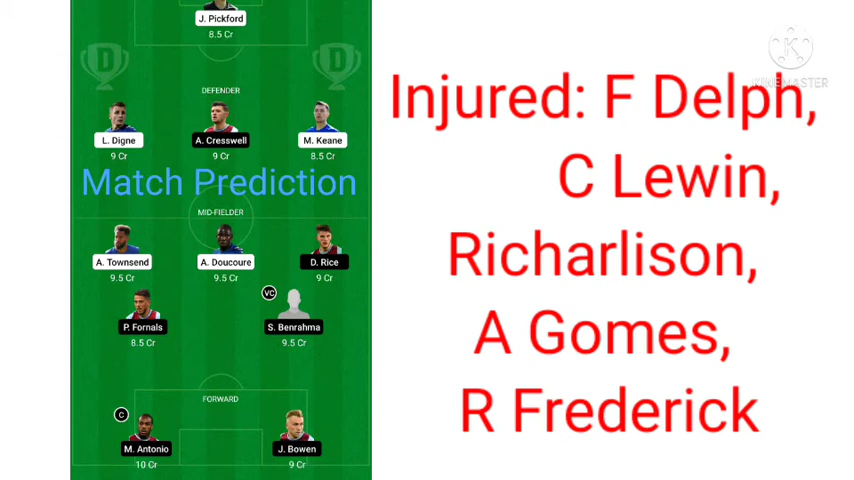 J. Pickford
8.5 Cr
D
D
KINEMASTER
DEFENDER
L. Digne
A. Cresswell
M. Keane
9 Cr
9 Cr
8.5 Cr
Match Prediction
MID-FIELDER
A. Townsend
A. Doucoure
D. Rice
9.5 Cr
9.5 Cr
9 Cr
VC
P. Fornals
S. Benrahma
8.5 Cr
9.5 Cr
FORWARD
C
M. Antonio
J. Bowen
10 Cr
9 Cr
Injured: F Delph,
C Lewin,
Richarlison,
A Gomes,
R Frederick